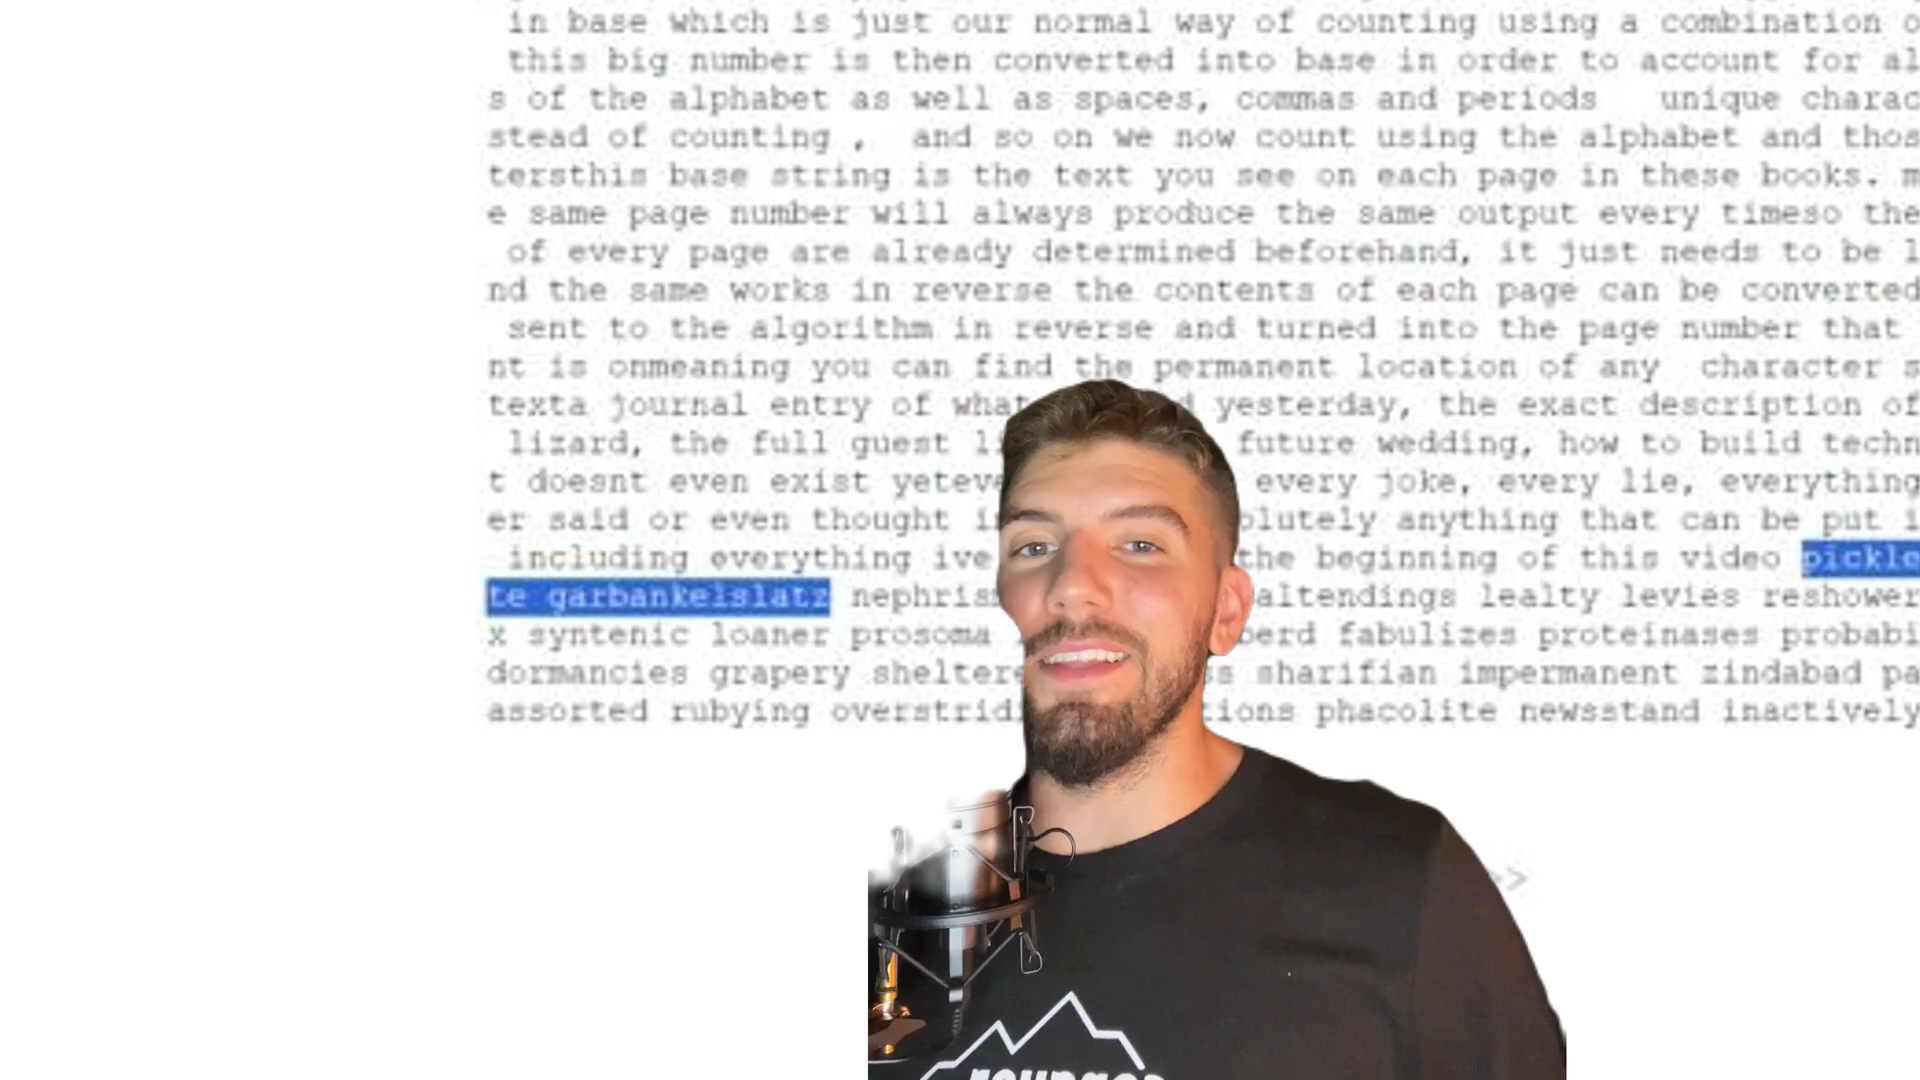 in base which is just our normal way of counting using a combination o
this big number is then converted into base in order to account for al
s of the alphabet as well as spaces, commas and periods unique charac
stead of counting , and so on we now count using the alphabet and thos
tersthis base string is the text you see on each page in these books. m
e same page number will always produce the same output every timeso the
of every page are already determined beforehand, it just needs to be l
nd the same works in reverse the contents of each page can be converted
sent to the algorithm in reverse and turned into the page number that
nt is onmeaning you can find the permanent location of any character s
texta journal entry of what d yesterday, the exact description of
lizard, the full guest li future wedding, how to build techn
t doesnt even exist yeteve every joke, every lie, everything
er said or even thought i olutely anything that can be put i
including everything ive the beginning of this video pickle
te garbankelslatz nephris altendings lealty levies reshower
x syntenic loaner prosoma berd fabulizes proteinases probabi
dormancies grapery sheltere ss sharifian impermanent zindabad pa
assorted rubying overstridi tions phacolite newsstand inactively
>